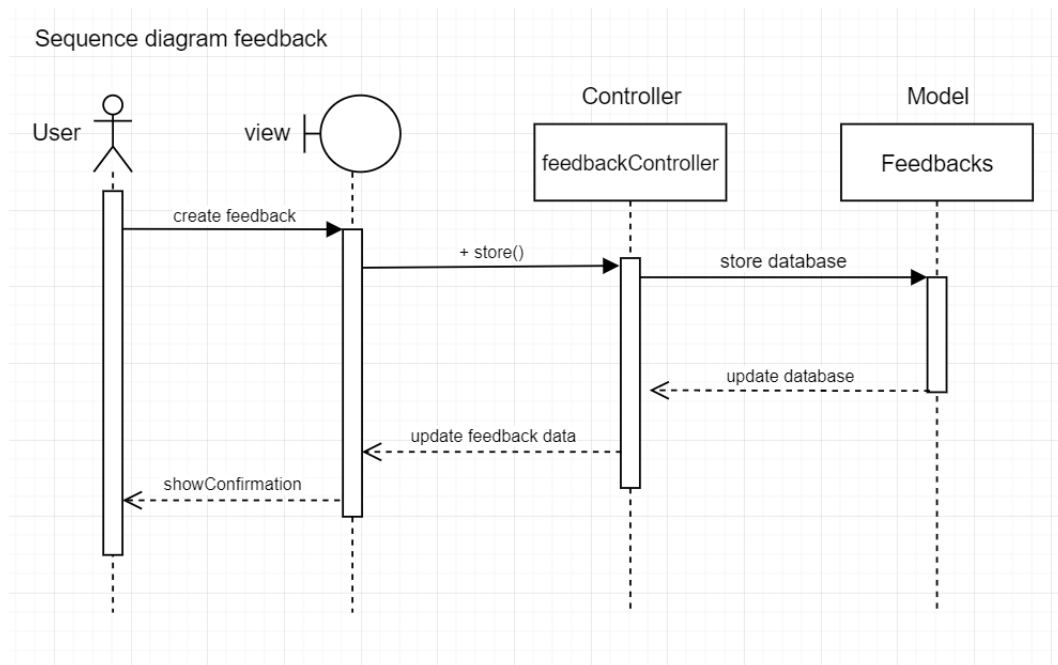 Sequence diagram feedback
User
view
Controller
feedbackController
Model
Feedbacks
create feedback
+ store()
store database
update database
update feedback data
showConfirmation